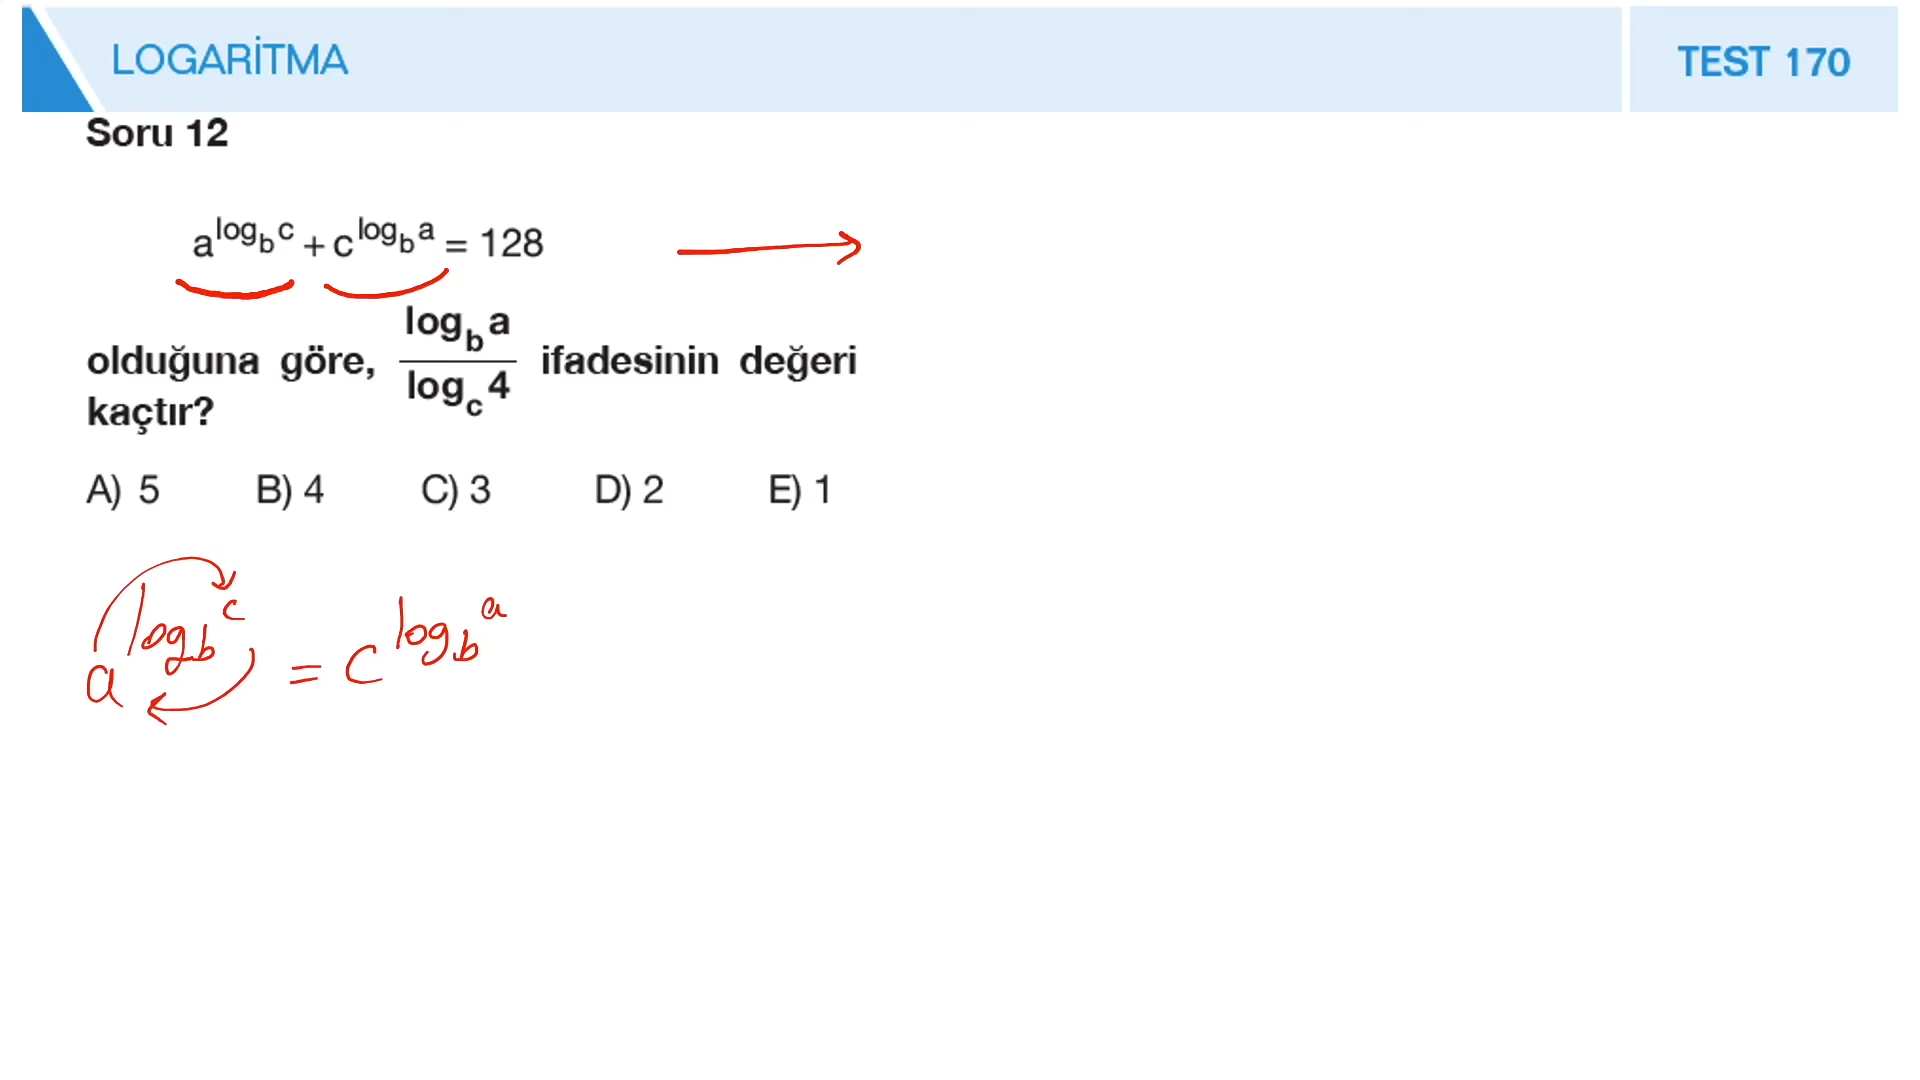 LOGARİTMA
TEST 170
Soru 12
a^{log_b c} + c^{log_b a} = 128
olduğuna göre, \frac{log_b a}{log_c 4} ifadesinin değeri
kaçtır?
A) 5 B) 4 C) 3 D) 2 E) 1
a^{log_b c} = c^{log_b a}